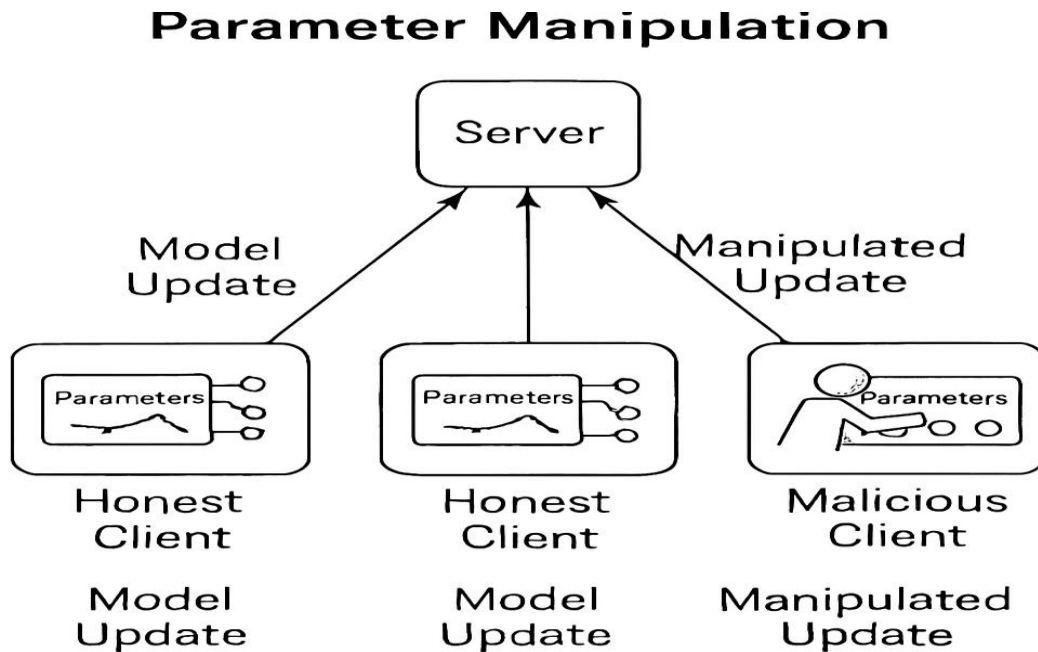 Parameter Manipulation
Server
Model
Update
Manipulated
Update
Parameters
Parameters
Parameters
Honest
Client
Honest
Client
Malicious
Client
Model
Update
Model
Update
Manipulated
Update